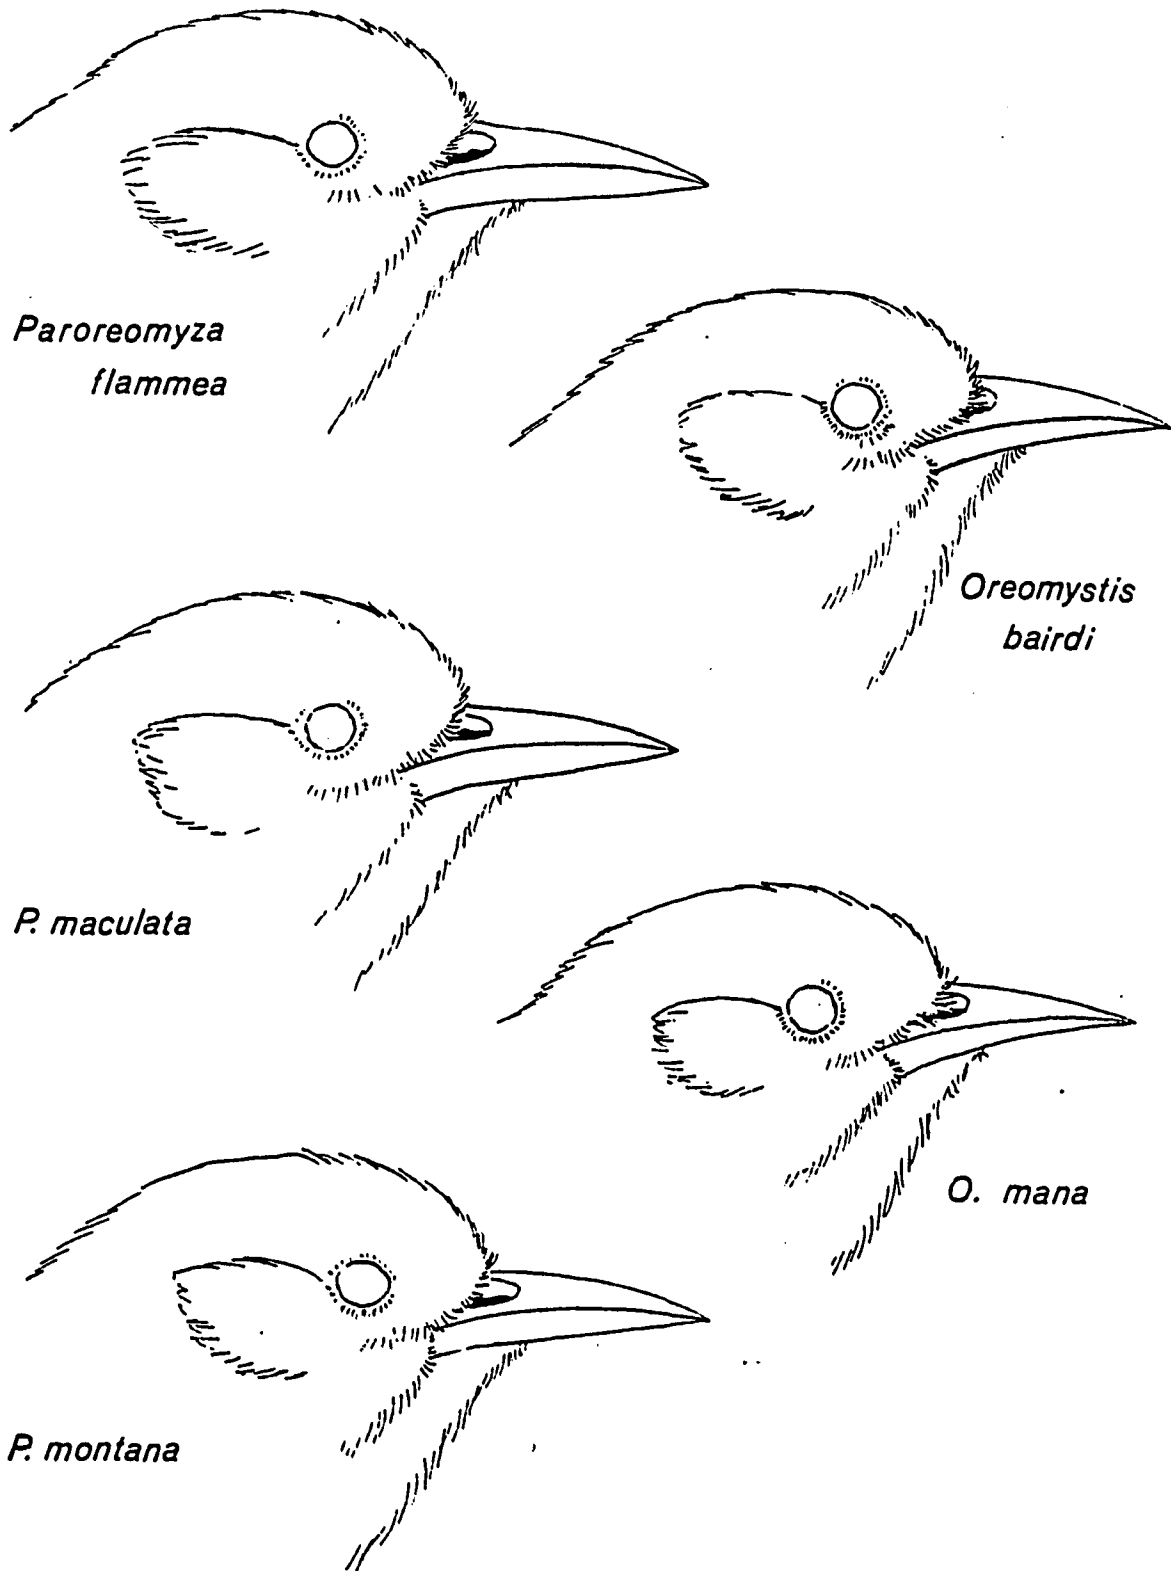 Paroreomyza
flammea
Oreomystis
bairdi
P. maculata
O. mana
P. montana